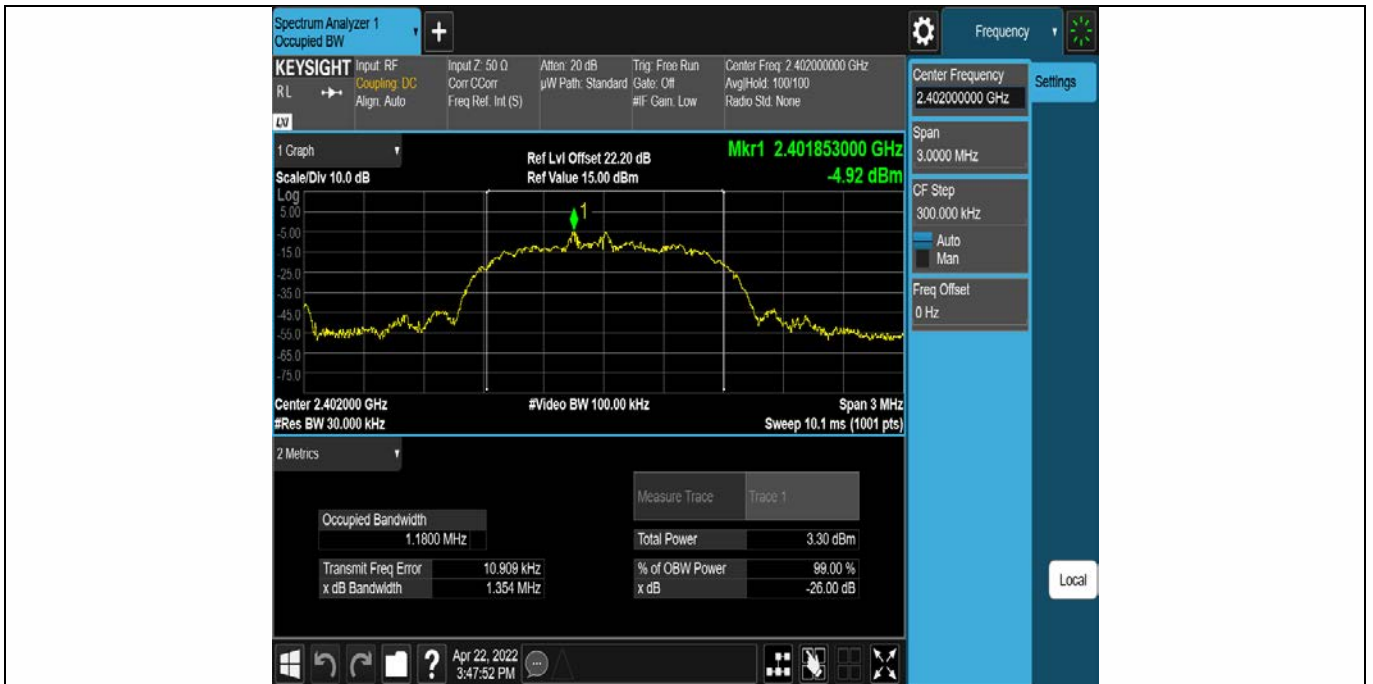 Spectrum Analyzer 1
Occupied BW
+
Frequency
KEYSIGHT
RL
LXI
Input: RF
Coupling: DC
Align: Auto
Input Z: 50 Ω
Corr CCorr
Freq Ref: Int (S)
Atten: 20 dB
µW Path: Standard
Trig: Free Run
Gate: Off
#IF Gain: Low
Center Freq: 2.402000000 GHz
Avg|Hold: 100/100
Radio Std: None
Center Frequency
2.402000000 GHz
Settings
Span
3.0000 MHz
CF Step
300.000 kHz
Auto
Man
Freq Offset
0 Hz
Local
1 Graph
Scale/Div 10.0 dB
Ref Lvl Offset 22.20 dB
Ref Value 15.00 dBm
Mkr1 2.401853000 GHz
-4.92 dBm
Log
5.00
-5.00
-15.0
-25.0
-35.0
-45.0
-55.0
-65.0
-75.0
1
Center 2.402000 GHz
#Res BW 30.000 kHz
#Video BW 100.00 kHz
Span 3 MHz
Sweep 10.1 ms (1001 pts)
2 Metrics
Measure Trace Trace 1
Occupied Bandwidth
1.1800 MHz
Total Power 3.30 dBm
Transmit Freq Error 10.909 kHz
% of OBW Power 99.00 %
x dB Bandwidth 1.354 MHz
x dB -26.00 dB
?
Apr 22, 2022
3:47:52 PM